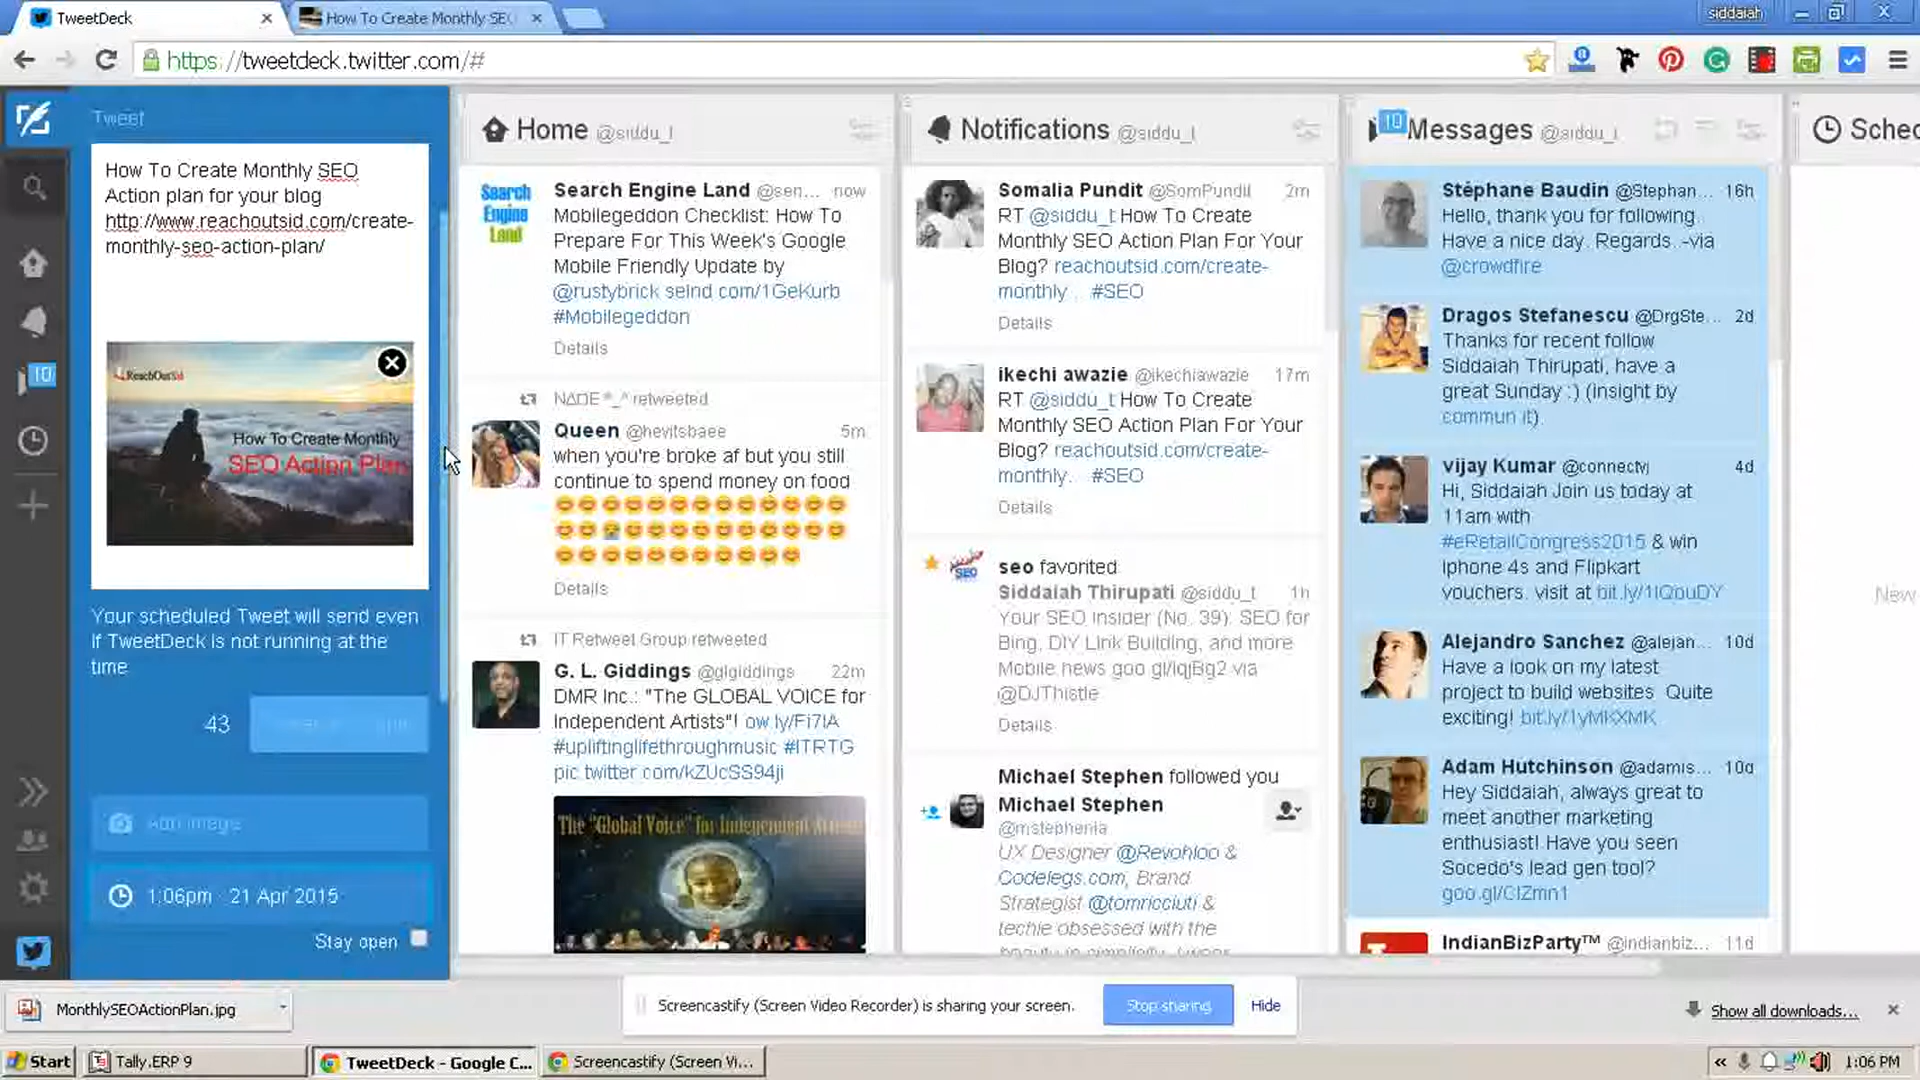 TweetDeck
How To Create Monthly SEO
siddaiah
https://tweetdeck.twitter.com/#
Tweet
How To Create Monthly SEO
Action plan for your blog
http://www.reachoutsid.com/create-
monthly-seo-action-plan/
ReachOutSid
How To Create Monthly
SEO Action Plan
Your scheduled Tweet will send even
if TweetDeck is not running at the
time
43
Add image
1:06pm · 21 Apr 2015
Stay open
10
Home @siddu_t
Search Engine Land
Search Engine Land @sen... now
Mobilegeddon Checklist: How To
Prepare For This Week's Google
Mobile Friendly Update by
@rustybrick selnd.com/1GeKurb
#Mobilegeddon
Details
retweeted
Queen @hevitsbaee 5m
when you're broke af but you still
continue to spend money on food
Details
IT Retweet Group retweeted
G. L. Giddings @glgiddings 22m
DMR Inc.: "The GLOBAL VOICE for
Independent Artists"! ow.ly/Fi7IA
#upliftinglifethroughmusic #ITRTG
pic.twitter.com/kZUcSS94ji
The "Global Voice" for Independent
Notifications @siddu_t
Somalia Pundit @SomPundit 2m
RT @siddu_t How To Create
Monthly SEO Action Plan For Your
Blog? reachoutsid.com/create-
monthly... #SEO
Details
ikechi awazie @ikechiawazie 17m
RT @siddu_t How To Create
Monthly SEO Action Plan For Your
Blog? reachoutsid.com/create-
monthly... #SEO
Details
SEO
seo favorited
Siddaiah Thirupati @siddu_t 1h
Your SEO insider (No. 39): SEO for
Bing, DIY Link Building, and more
Mobile news goo.gl/lqjBg2 via
@DJThistle
Details
Michael Stephen followed you
Michael Stephen
@mstephenia
UX Designer @Revohloo &
Codelegs.com, Brand
Strategist @tomricciuti &
techie obsessed with the
10
Messages @siddu_t
Stéphane Baudin @Stephan... 16h
Hello, thank you for following.
Have a nice day. Regards. -via
@crowdfire
Dragos Stefanescu @DrgSte... 2d
Thanks for recent follow
Siddaiah Thirupati, have a
great Sunday :) (insight by
commun.it).
vijay Kumar @connectvj 4d
Hi, Siddaiah Join us today at
11am with
#eRetailCongress2015 & win
iphone 4s and Flipkart
vouchers. visit at bit.ly/1IQouDY
Alejandro Sanchez @alejan... 10d
Have a look on my latest
project to build websites. Quite
exciting! bit.ly/1yMKXMK
Adam Hutchinson @adamis... 10d
Hey Siddaiah, always great to
meet another marketing
enthusiast! Have you seen
Socedo's lead gen tool?
goo.gl/CIZmn1
IndianBizParty™ @indianbiz... 11d
Sched
New
MonthlySEOActionPlan.jpg
Screencastify (Screen Video Recorder) is sharing your screen.
Stop sharing
Hide
Show all downloads...
Start
Tally.ERP 9
TweetDeck - Google C...
Screencastify (Screen Vi...
1:06 PM